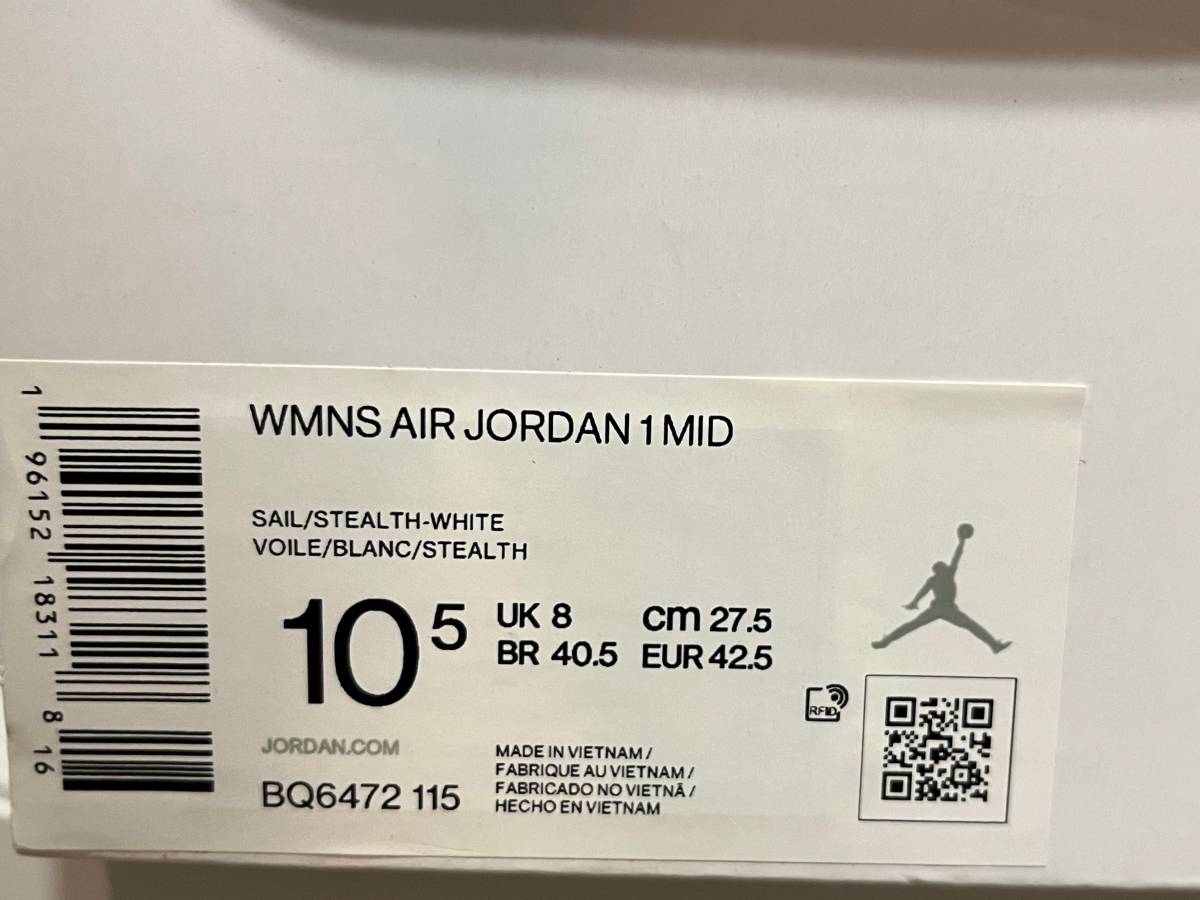 WMNS AIR JORDAN 1 MID
SAIL/STEALTH-WHITE
VOILE/BLANC/STEALTH
10 5
UK 8 cm 27.5
BR 40.5 EUR 42.5
RFID
JORDAN.COM
BQ6472 115
MADE IN VIETNAM /
FABRIQUE AU VIETNAM /
FABRICADO NO VIETNÃ /
HECHO EN VIETNAM
1 96152 18311 8 16